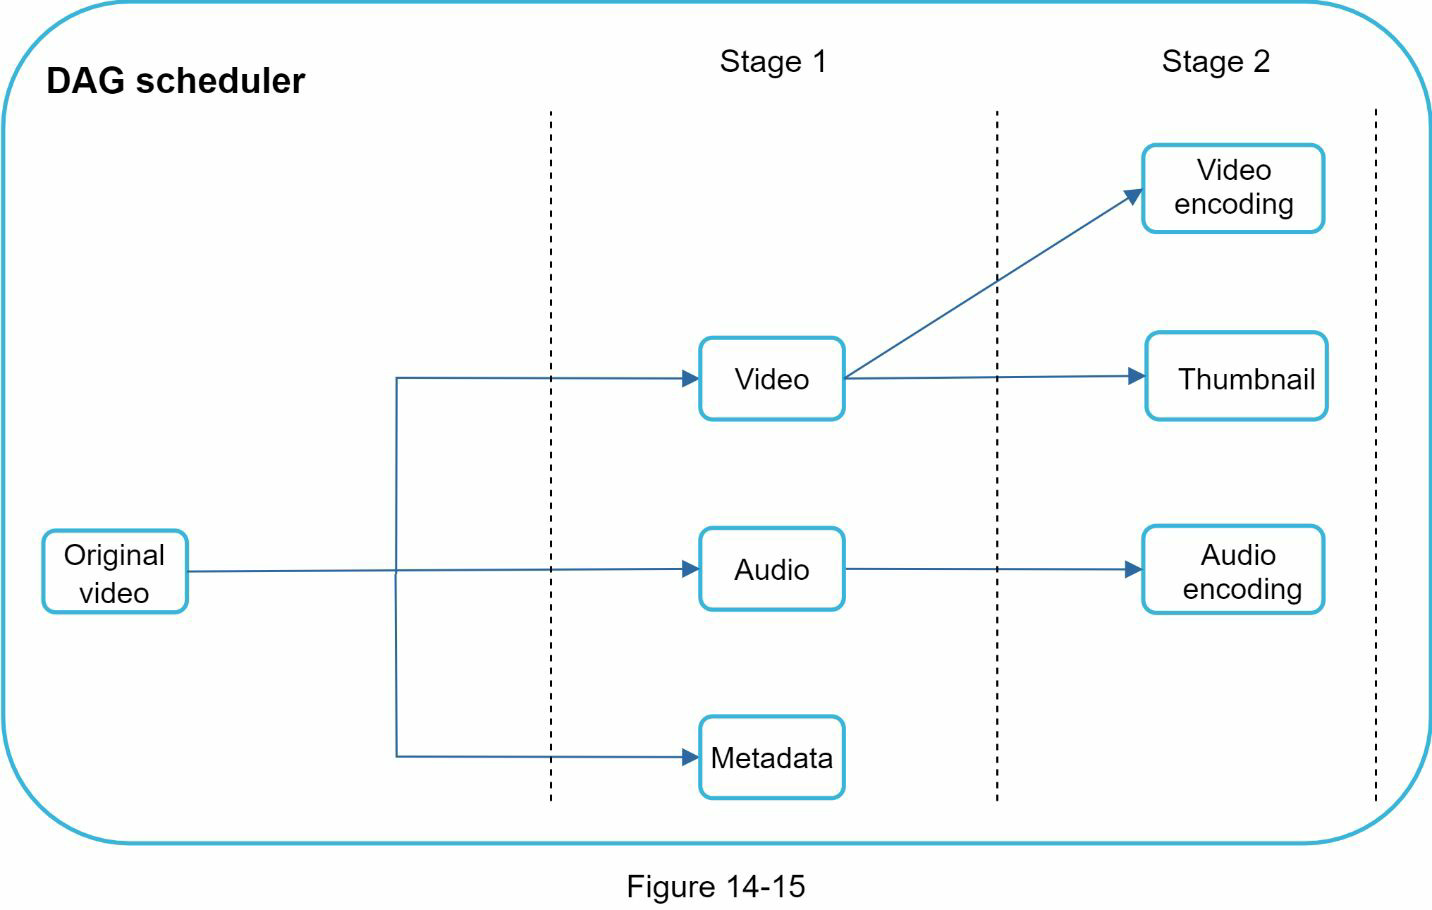 DAG scheduler
Stage 1
Stage 2
Video
encoding
Video
Thumbnail
Original
video
Audio
Audio
encoding
Metadata
Figure 14-15